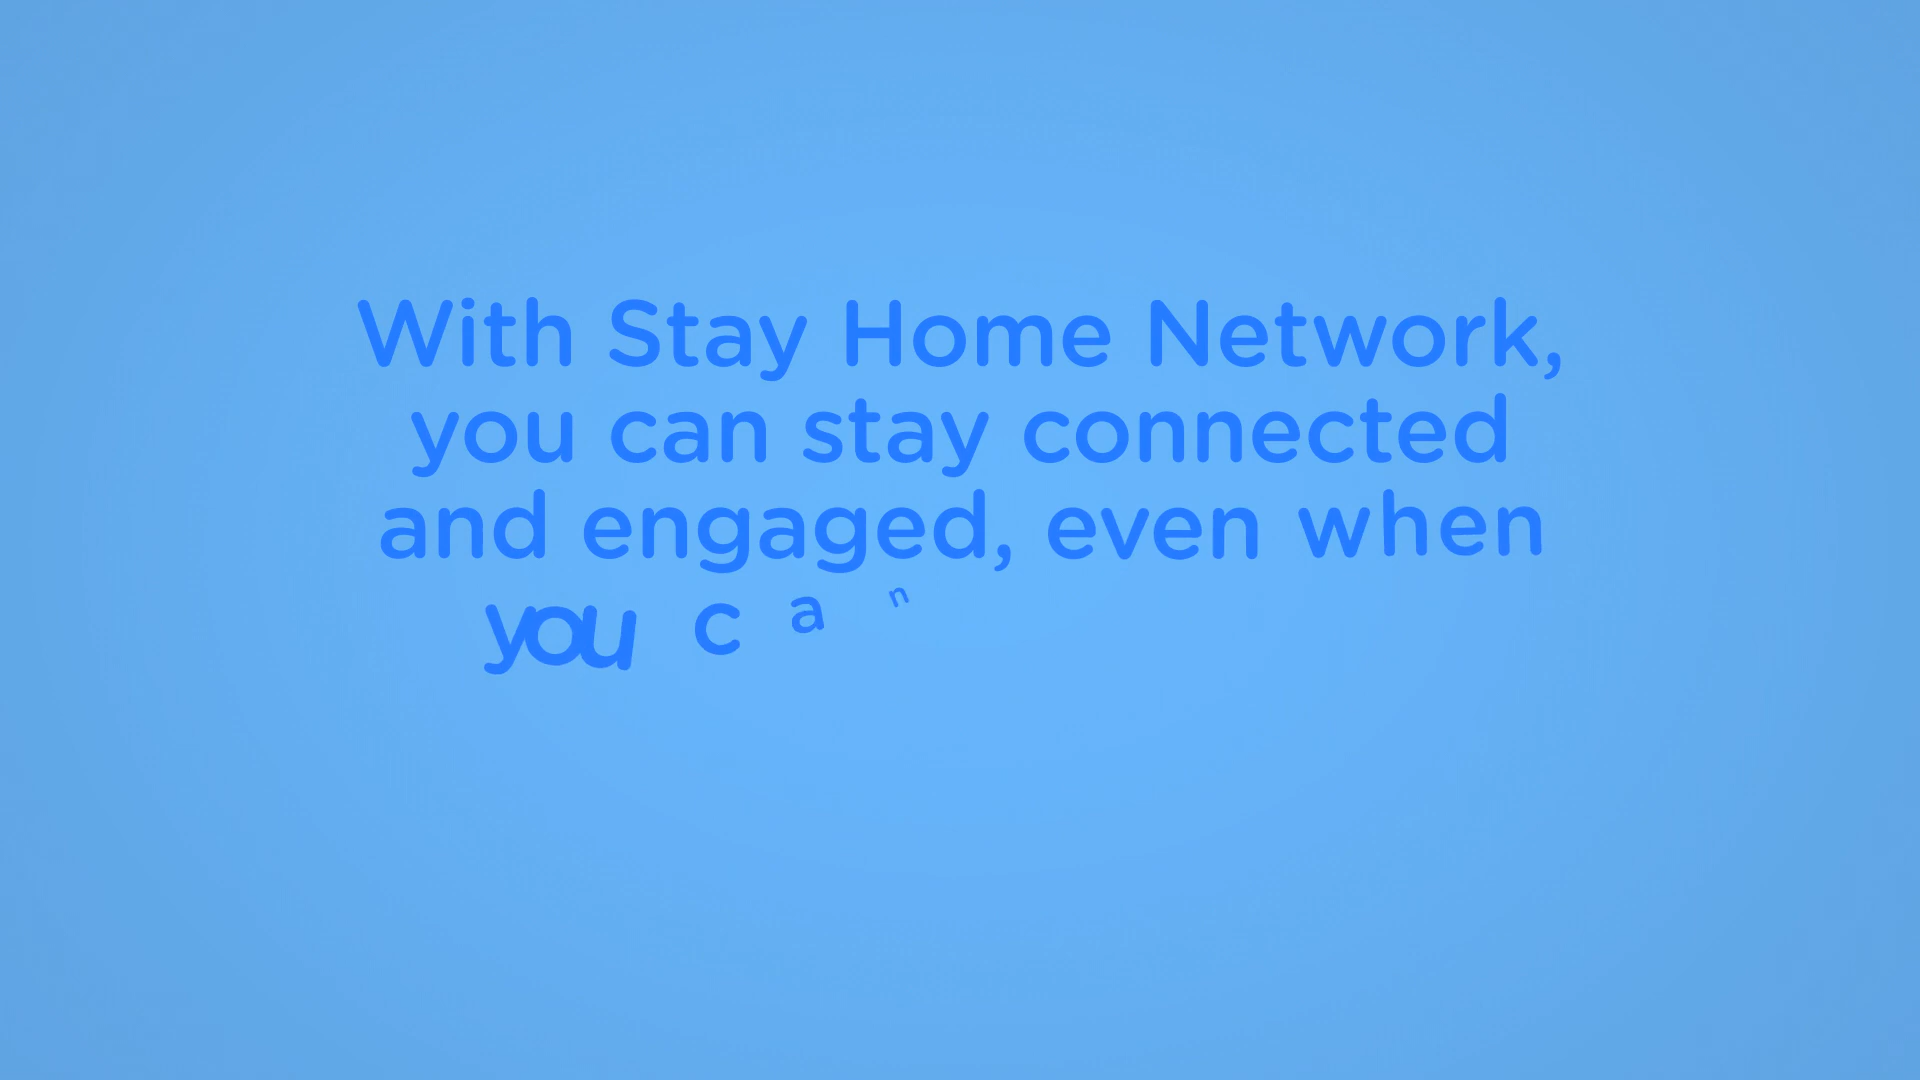 With Stay Home Network,
you can stay connected
and engaged, even when
you can